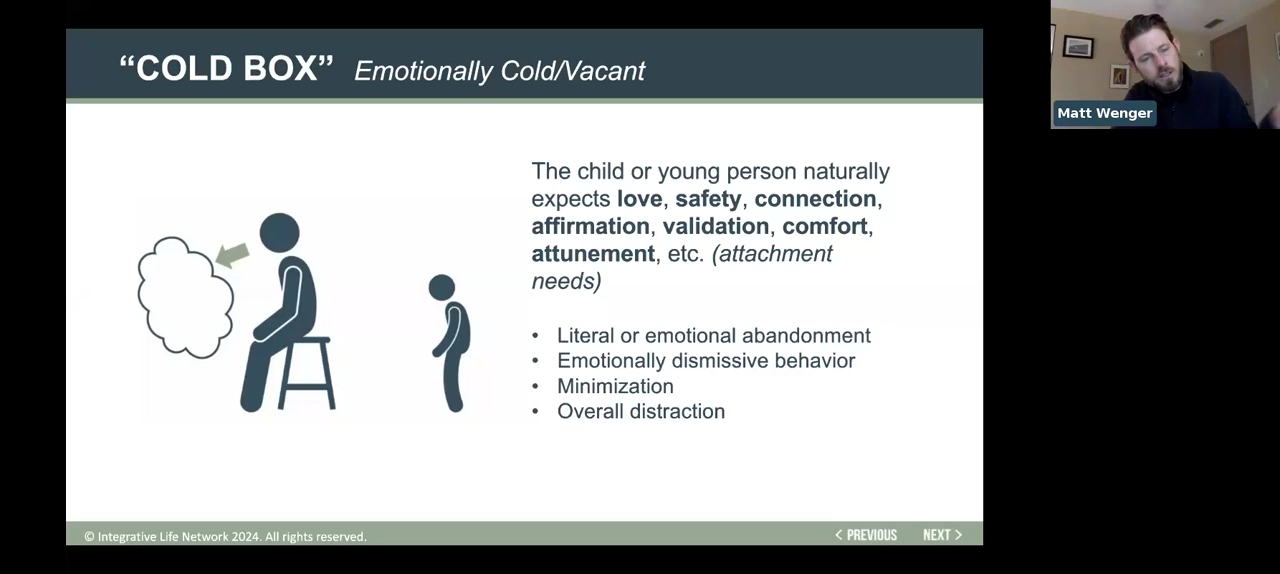 “COLD BOX” Emotionally Cold/Vacant
Matt Wenger
The child or young person naturally
expects love, safety, connection,
affirmation, validation, comfort,
attunement, etc. (attachment
needs)
• Literal or emotional abandonment
• Emotionally dismissive behavior
• Minimization
• Overall distraction
© Integrative Life Network 2024. All rights reserved.
< PREVIOUS NEXT >